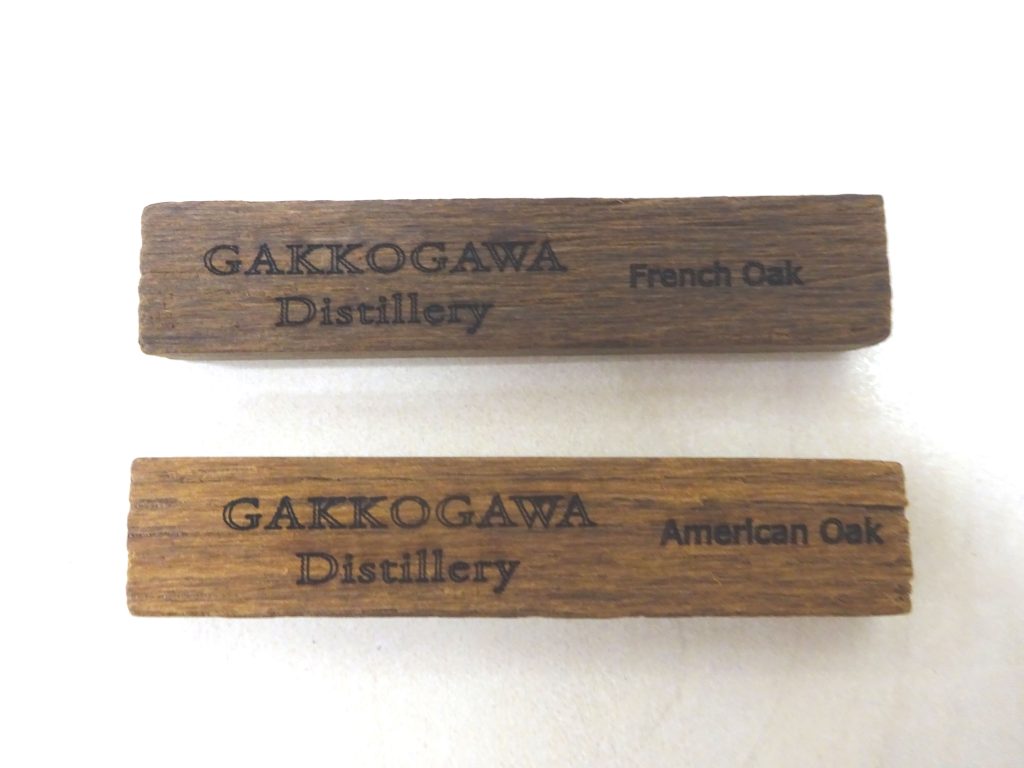 GAKKOGAWA
Distillery
French Oak
GAKKOGAWA
Distillery
American Oak